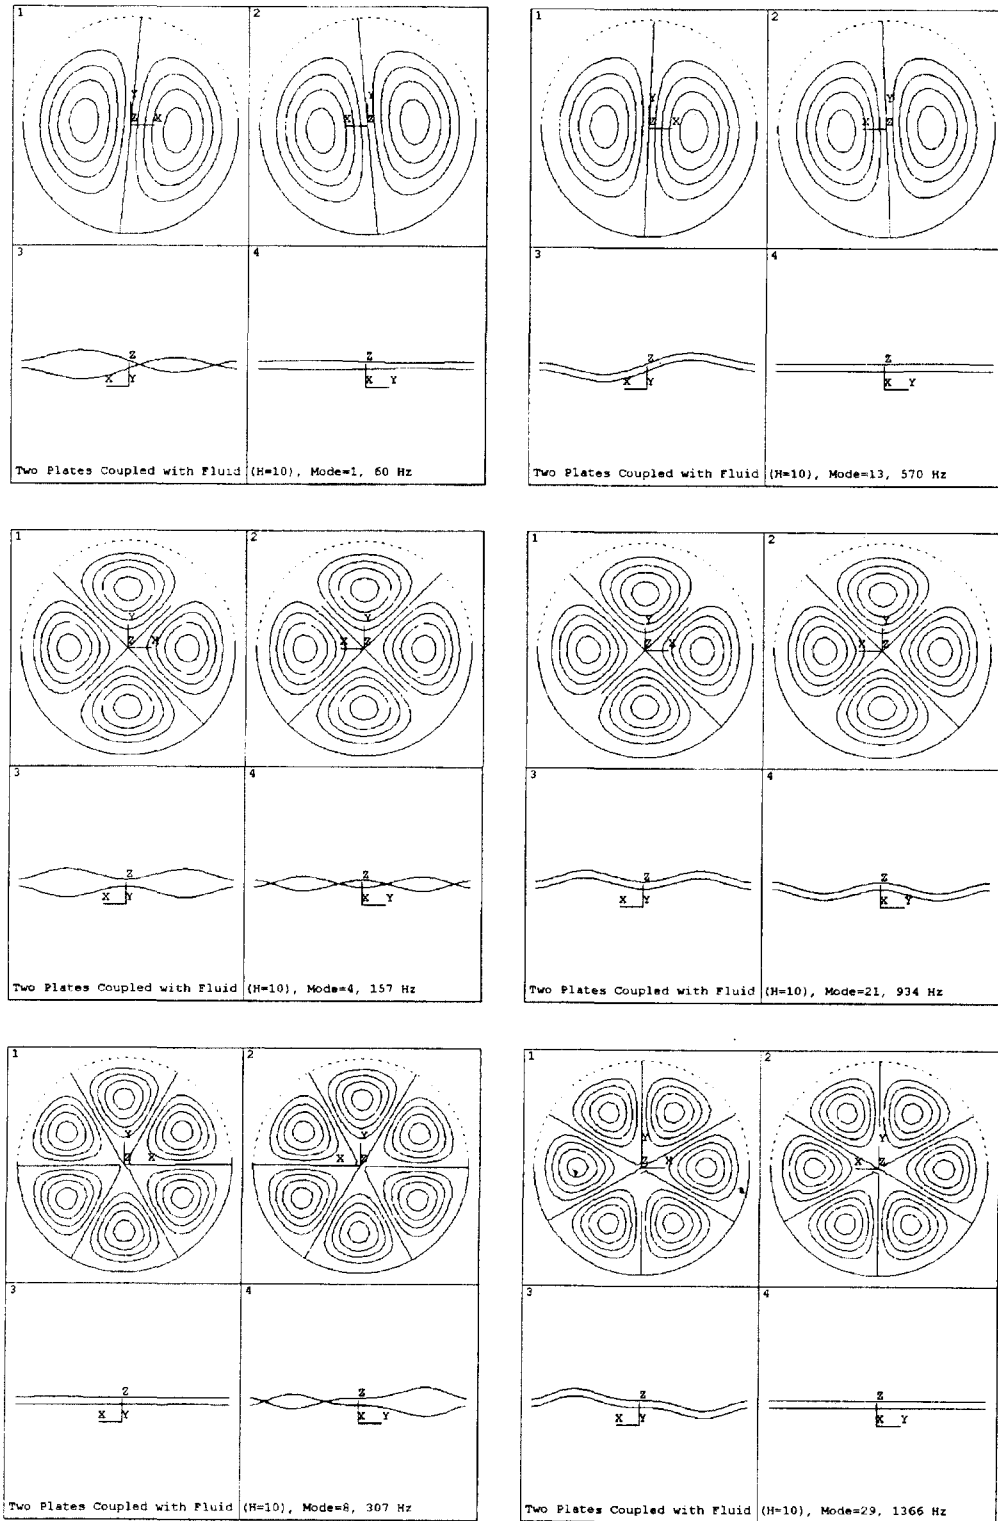 1
2
Y
Z X
Y
X Z
3
4
Z
X Y
Z
X Y
Two Plates Coupled with Fluid (H=10), Mode=1, 60 Hz
1
2
Y
Z X
Y
X Z
3
4
Z
X Y
Z
X Y
Two Plates Coupled with Fluid (H=10), Mode=13, 570 Hz
1
2
Y
Z X
Y
X Z
3
4
Z
X Y
Z
X Y
Two Plates Coupled with Fluid (H=10), Mode=4, 157 Hz
1
2
Y
Z X
Y
X Z
3
4
Z
X Y
Z
X Y
Two Plates Coupled with Fluid (H=10), Mode=21, 934 Hz
1
2
Y
Z X
Y
X Z
3
4
Z
X Y
Z
X Y
Two Plates Coupled with Fluid (H=10), Mode=8, 307 Hz
1
2
Y
Z X
Y
X Z
3
4
Z
X Y
Z
X Y
Two Plates Coupled with Fluid (H=10), Mode=29, 1366 Hz